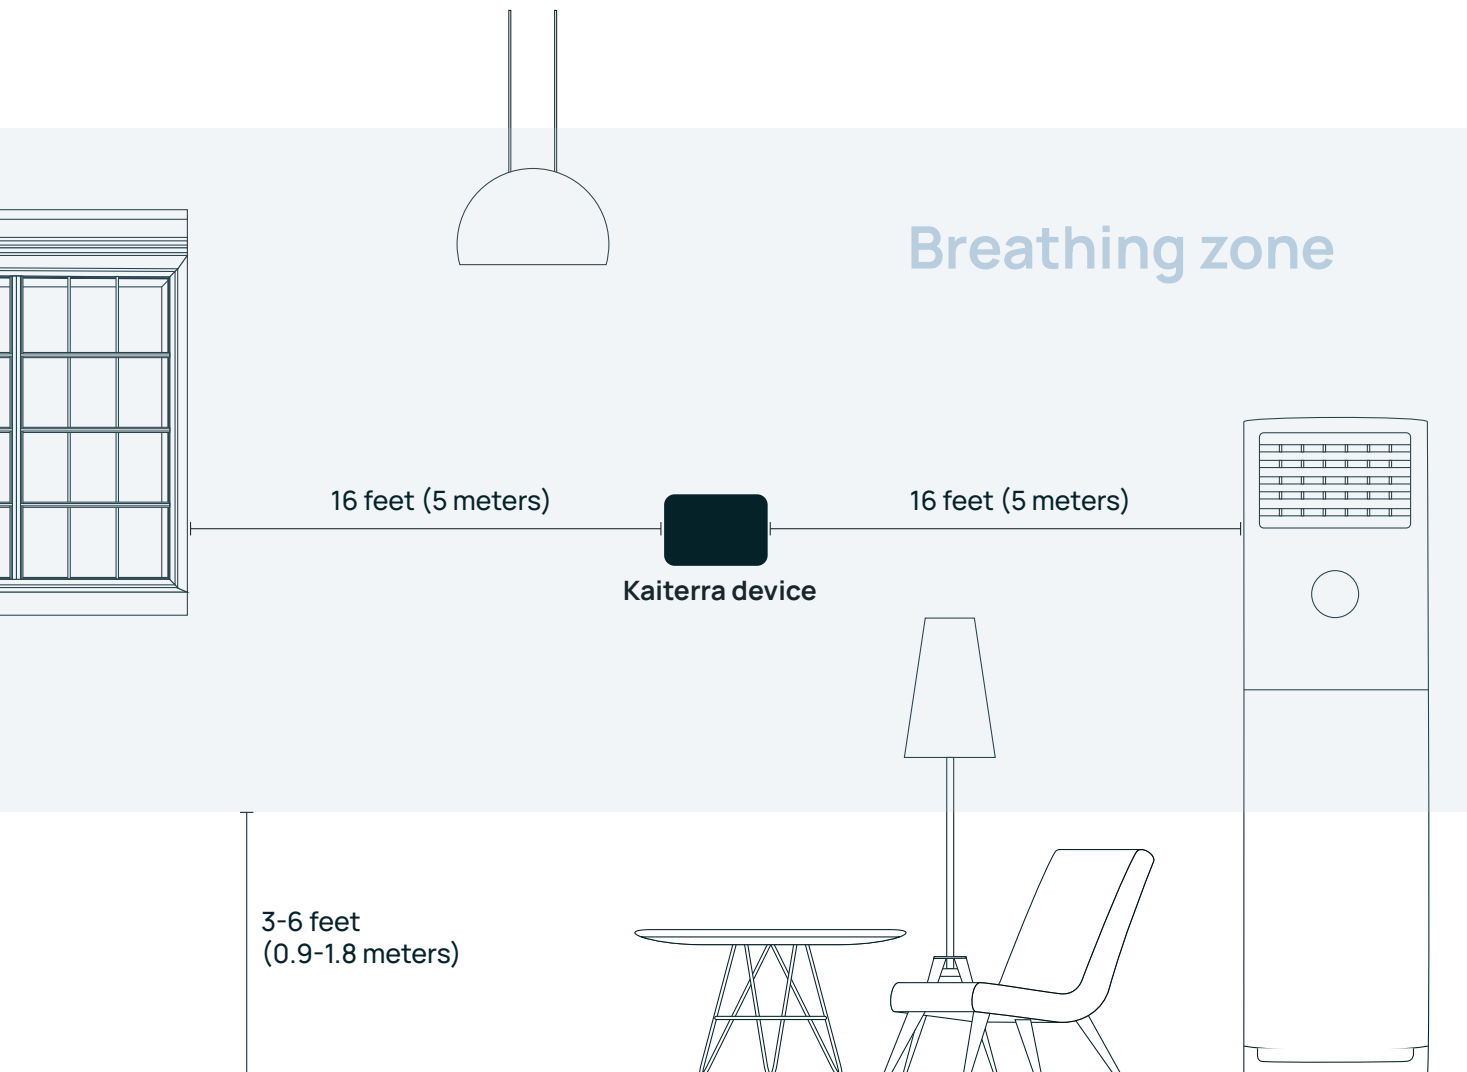 Breathing zone
16 feet (5 meters)
16 feet (5 meters)
Kaiterra device
3-6 feet
(0.9-1.8 meters)